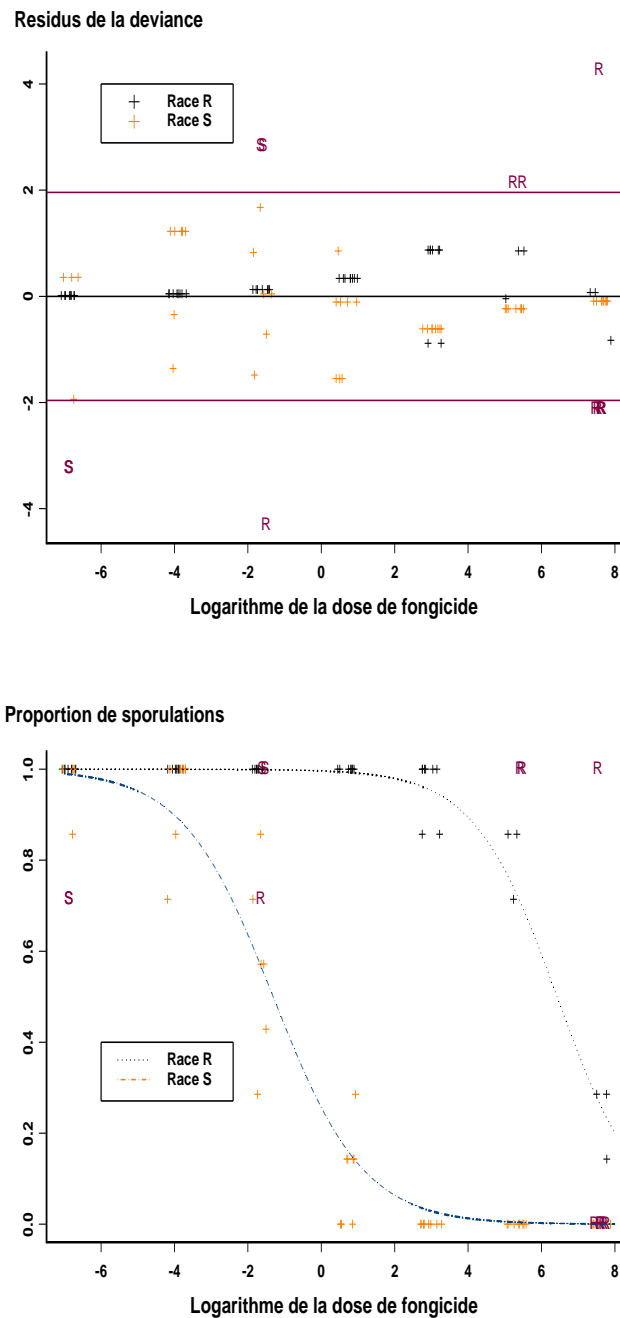 Residus de la deviance
4
R
Race R
Race S
S
S
2
R
R
0
-2
R
R
R
S
-4
R
-6
-4
-2
0
2
4
6
8
Logarithme de la dose de fongicide
Proportion de sporulations
1.0
S
S
R
R
R
0.8
S
R
0.6
0.4
Race R
Race S
0.2
0.0
R
R
R
-6
-4
-2
0
2
4
6
8
Logarithme de la dose de fongicide